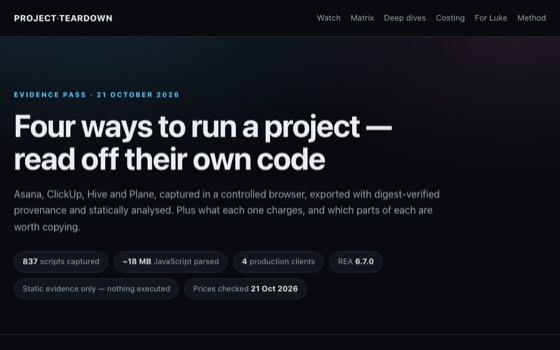 PROJECT·TEARDOWN
Watch Matrix Deep dives Costing For Luke Method
EVIDENCE PASS · 21 OCTOBER 2026
Four ways to run a project —
read off their own code
Asana, ClickUp, Hive and Plane, captured in a controlled browser, exported with digest-verified
provenance and statically analysed. Plus what each one charges, and which parts of each are
worth copying.
837 scripts captured
~18 MB JavaScript parsed
4 production clients
REA 6.7.0
Static evidence only — nothing executed
Prices checked 21 Oct 2026